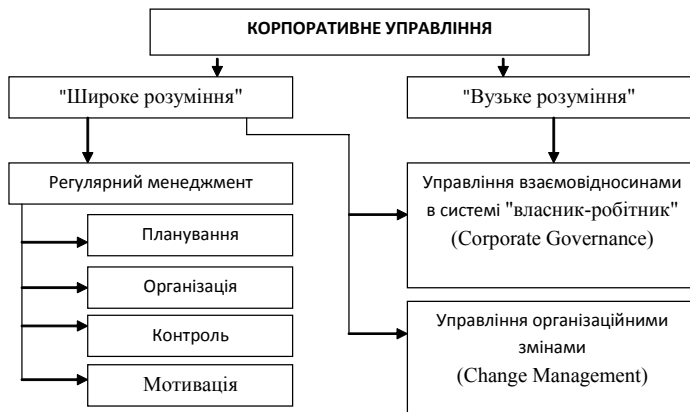 КОРПОРАТИВНЕ УПРАВЛІННЯ
"Широке розуміння"
"Вузьке розуміння"
Регулярний менеджмент
Планування
Організація
Контроль
Мотивація
Управління взаємовідносинами
в системі "власник-робітник"
(Corporate Governance)
Управління організаційними
змінами
(Change Management)